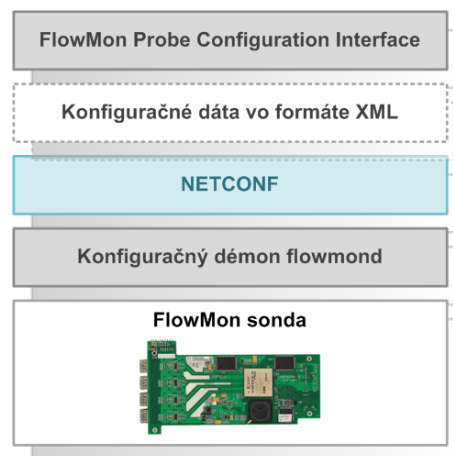 FlowMon Probe Configuration Interface
Konfiguračné dáta vo formáte XML
NETCONF
Konfiguračný démon flowmond
FlowMon sonda